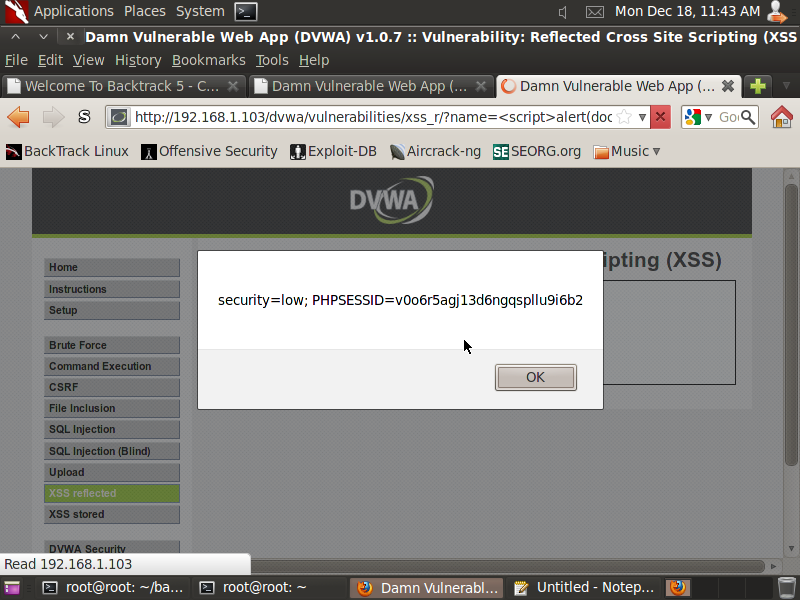 Applications Places System Mon Dec 18, 11:43 AM
Damn Vulnerable Web App (DVWA) v1.0.7 :: Vulnerability: Reflected Cross Site Scripting (XSS
File Edit View History Bookmarks Tools Help
Welcome To Backtrack 5 - C... Damn Vulnerable Web App (... Damn Vulnerable Web App (...
S http://192.168.1.103/dvwa/vulnerabilities/xss_r/?name=<script>alert(doc Go
BackTrack Linux Offensive Security Exploit-DB Aircrack-ng SE SEORG.org Music
DVWA
ipting (XSS)
Home
Instructions
Setup
security=low; PHPSESSID=v0o6r5agj13d6ngqspllu9i6b2
OK
Brute Force
Command Execution
CSRF
File Inclusion
SQL Injection
SQL Injection (Blind)
Upload
XSS reflected
XSS stored
DVWA Security
Read 192.168.1.103
root@root: ~/ba... root@root: ~ Damn Vulnerabl... Untitled - Notep...